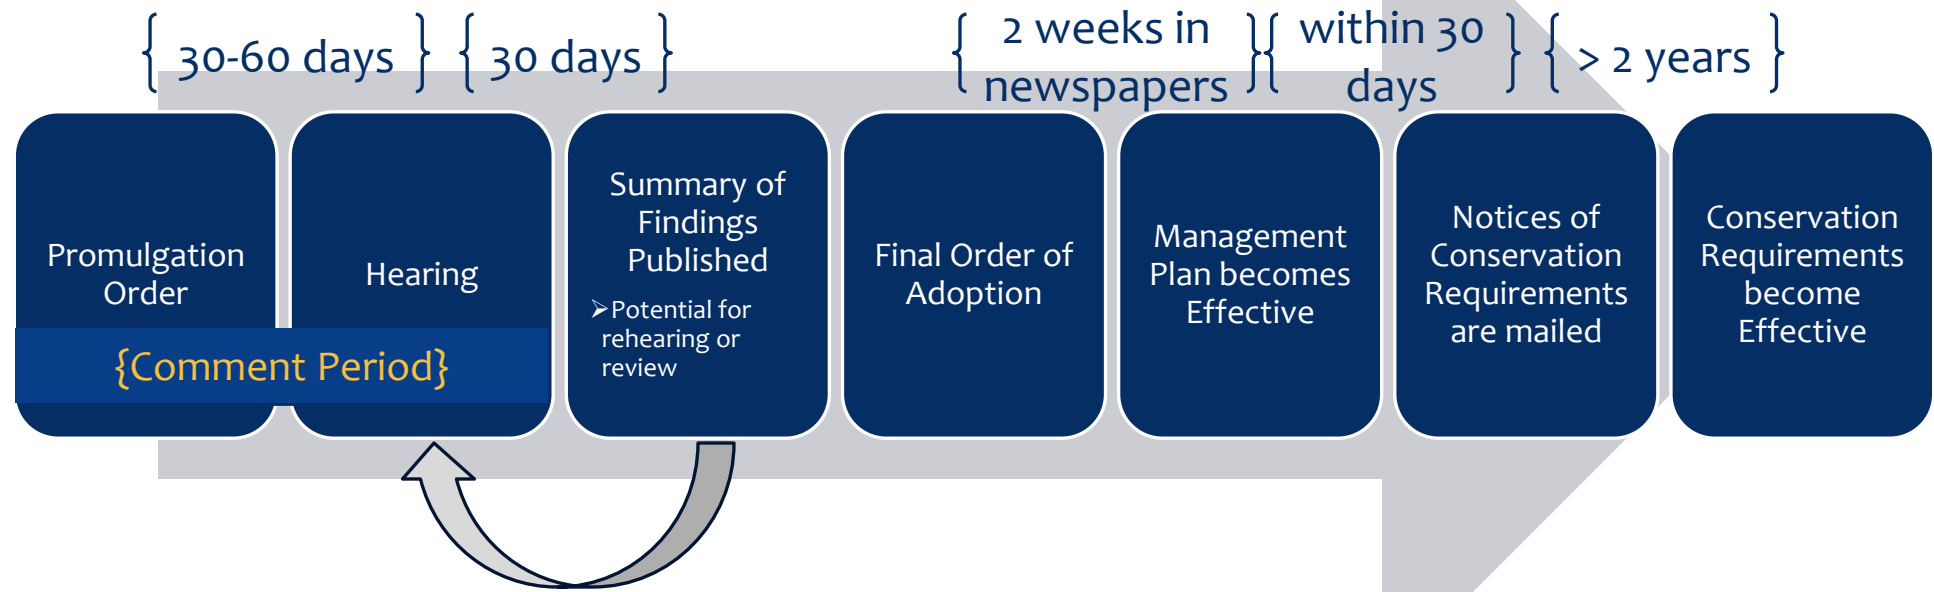 { 30-60 days } { 30 days } { 2 weeks in newspapers } { within 30 days } { > 2 years }
Promulgation
Order
Hearing
{Comment Period}
Summary of
Findings
Published
➢Potential for
rehearing or
review
Final Order of
Adoption
Management
Plan becomes
Effective
Notices of
Conservation
Requirements
are mailed
Conservation
Requirements
become
Effective